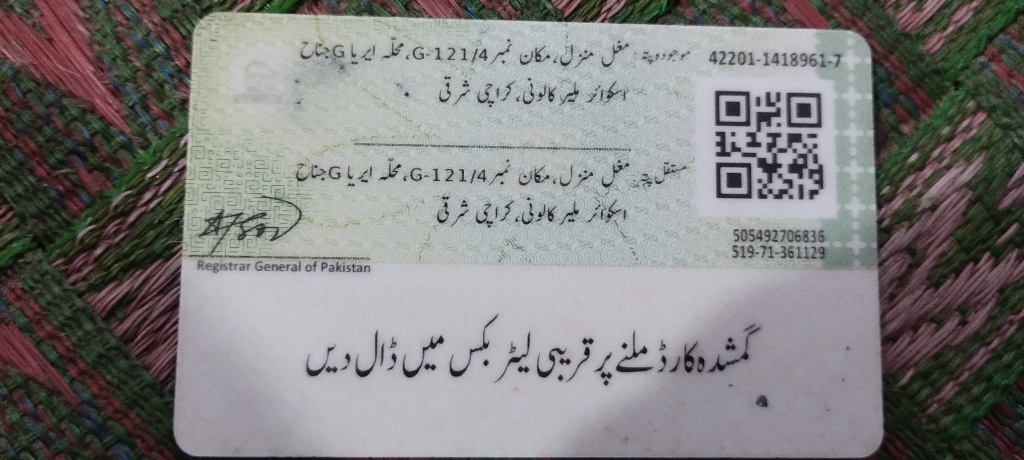 موجودہ پتہ: مغل منزل، مکان نمبر G-121/4، محلّہ ایریا G جناح
42201-1418961-7
اسکوائر ملیر کالونی، کراچی شرقی
مستقل پتہ: مغل منزل، مکان نمبر G-121/4، محلّہ ایریا G جناح
اسکوائر ملیر کالونی، کراچی شرقی
505492706836
519-71-361129
Registrar General of Pakistan
گمشدہ کارڈ ملنے پر قریبی لیٹر بکس میں ڈال دیں